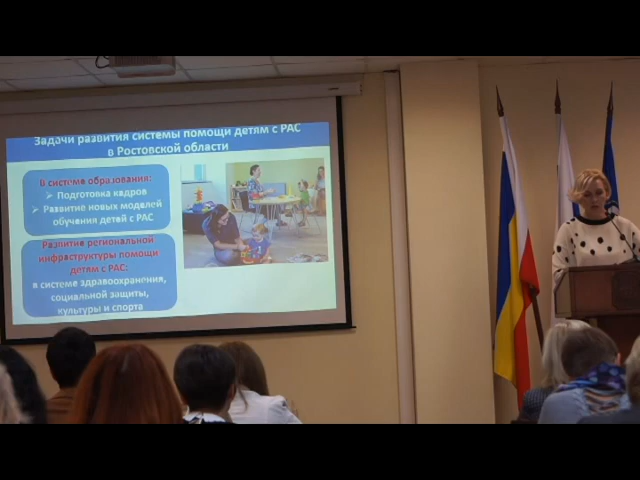 Задачи развития системы помощи детям с РАС
в Ростовской области
В системе образования:
Подготовка кадров
Развитие новых моделей
обучения детей с РАС
Развитие региональной
инфраструктуры помощи
детям с РАС:
в системе здравоохранения,
социальной защиты,
культуры и спорта